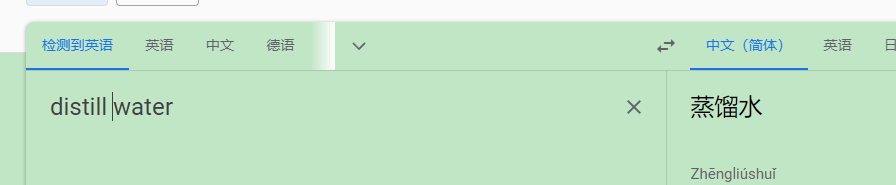 检测到英语 英语 中文 德语 中文（简体） 英语
distill water 蒸馏水
Zhēngliúshuǐ